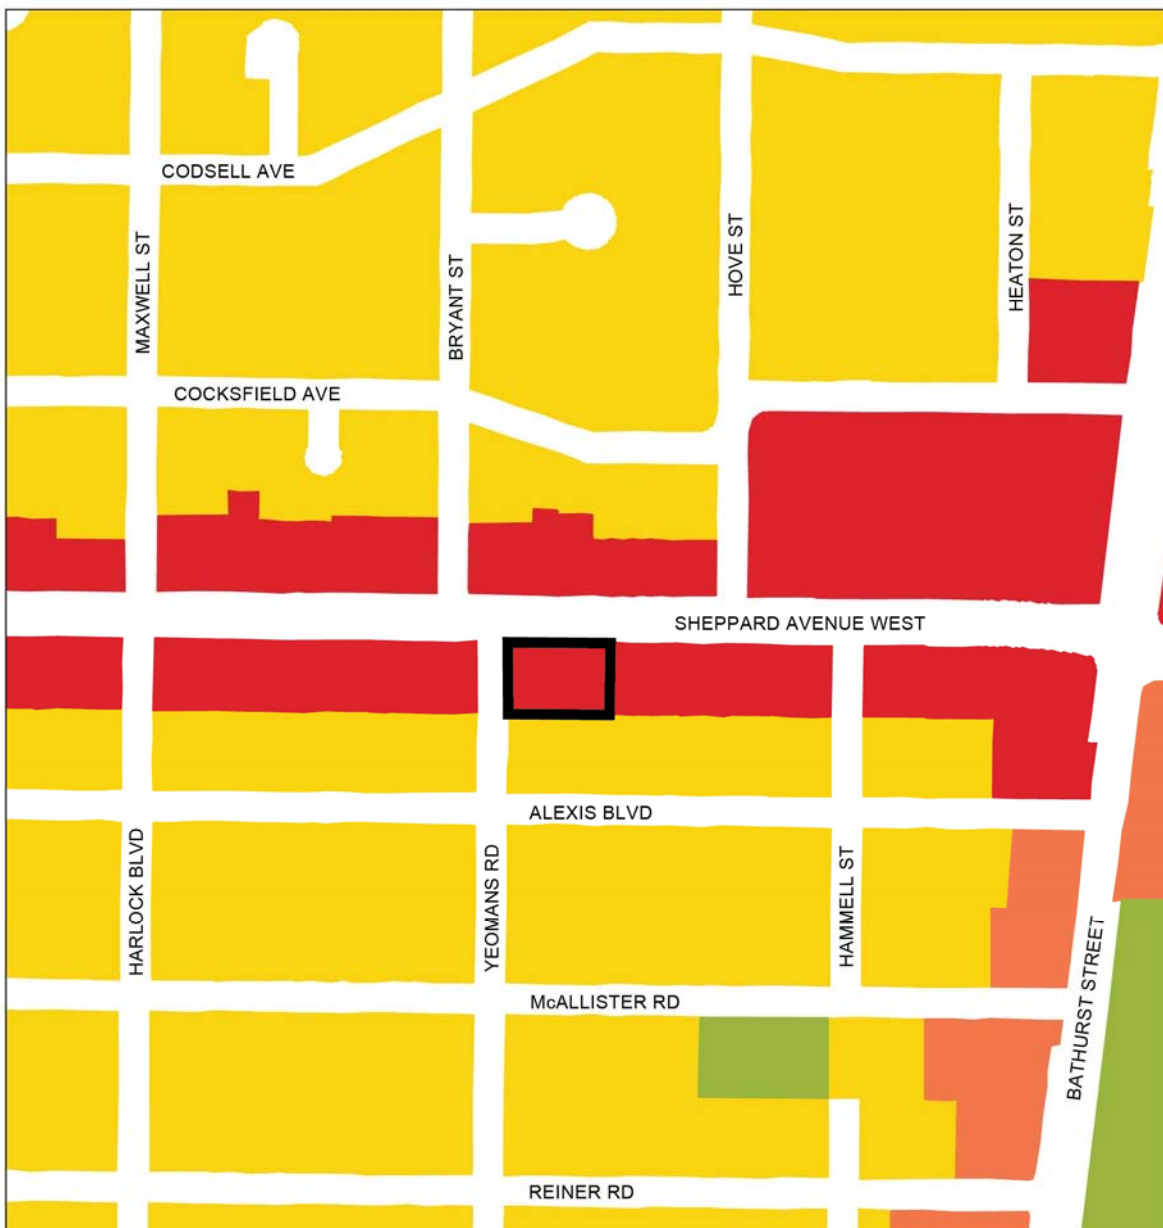 CODSELL AVE
MAXWELL ST
BRYANT ST
HOVE ST
HEATON ST
COCKSFIELD AVE
SHEPPARD AVENUE WEST
ALEXIS BLVD
HARLOCK BLVD
YEOMANS RD
HAMMELL ST
BATHURST STREET
McALLISTER RD
REINER RD